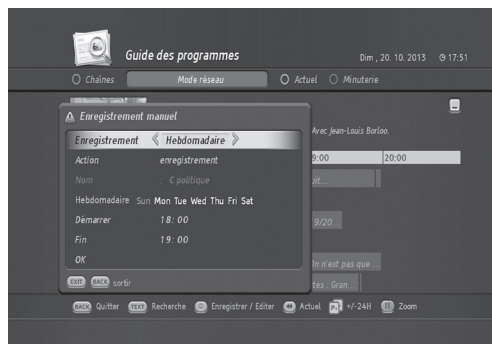 Guide des programmes
Dim , 20. 10. 2013 17:51
Chaînes Mode réseau Actuel Minuterie
Enregistrement manuel
Avec Jean-Louis Borloo.
Enregistrement Hebdomadaire
9:00 20:00
Action enregistrement
uit...
Nom : C politique
Hebdomadaire Sun Mon Tue Wed Thu Fri Sat
Dèmarrer 18: 00
9/20...
Fin 19: 00
OK
On n'est pas que ...
EXIT BACK sortir
tes : Gran...
BACK Quitter TEXT Recherche Enregistrer / Editer Actuel +/-24H Zoom